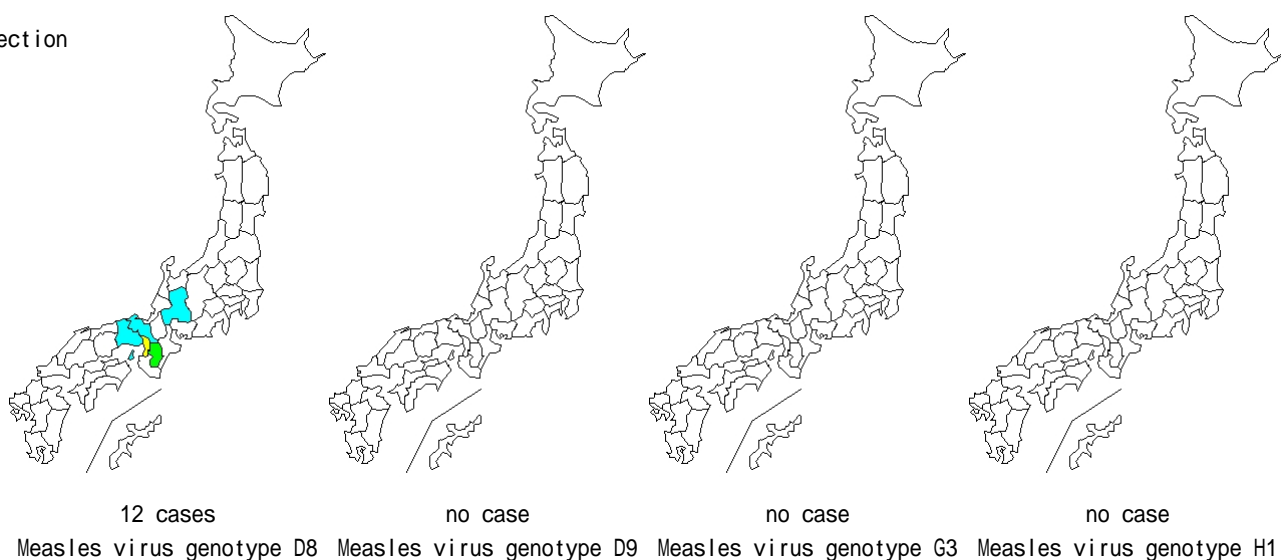 ection
12 cases
no case
no case
no case
Measles virus genotype D8
Measles virus genotype D9
Measles virus genotype G3
Measles virus genotype H1